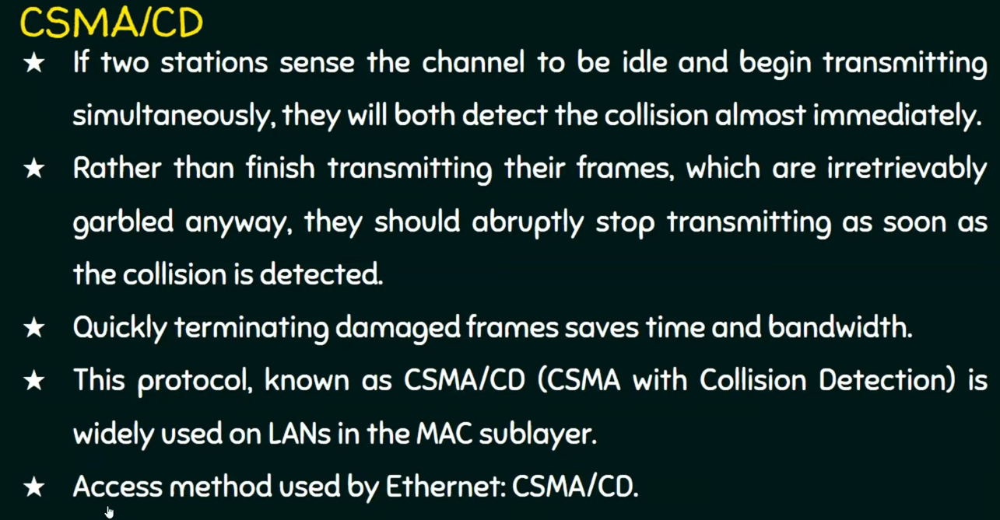 CSMA/CD
★ If two stations sense the channel to be idle and begin transmitting
simultaneously, they will both detect the collision almost immediately.
★ Rather than finish transmitting their frames, which are irretrievably
garbled anyway, they should abruptly stop transmitting as soon as
the collision is detected.
★ Quickly terminating damaged frames saves time and bandwidth.
★ This protocol, known as CSMA/CD (CSMA with Collision Detection) is
widely used on LANs in the MAC sublayer.
★ Access method used by Ethernet: CSMA/CD.